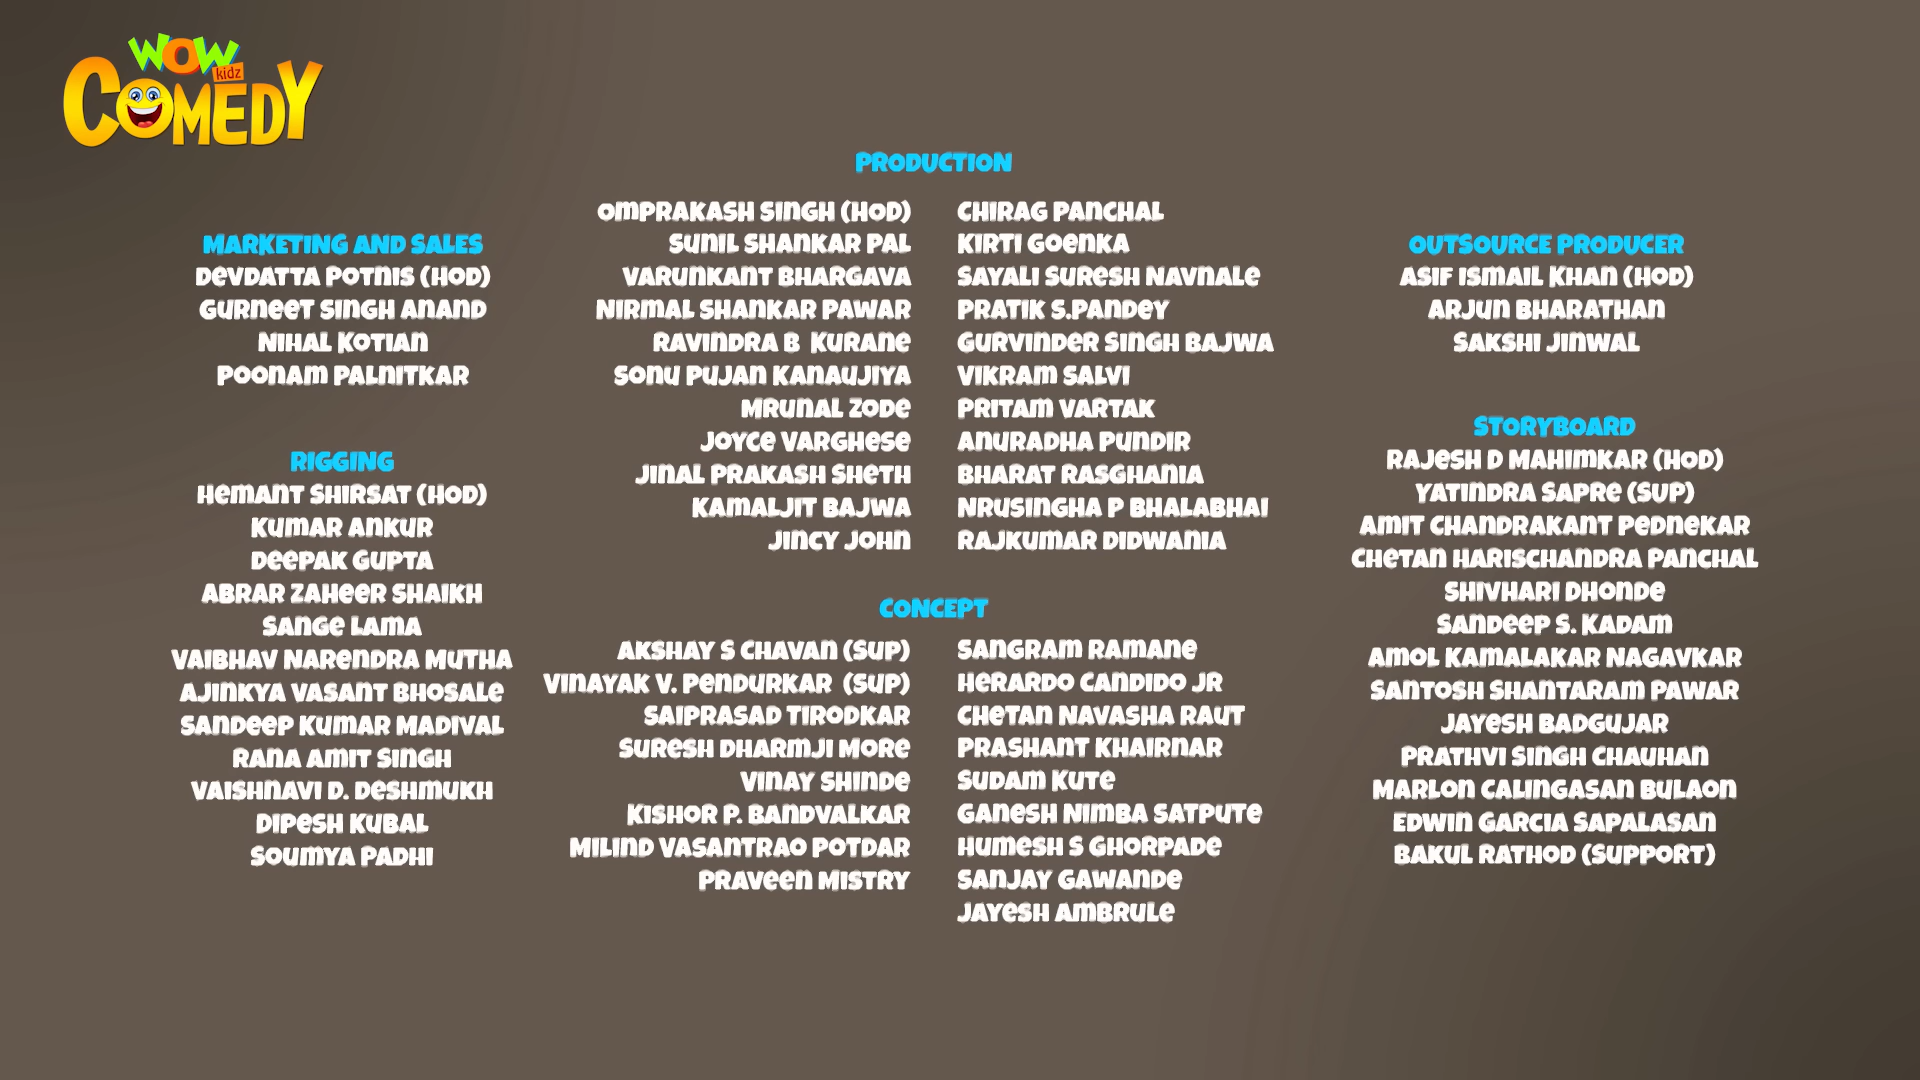 WOW
kidz
COMEDY
MARKETING AND SALES
DEVDATTA POTNIS (HOD)
GURNEET SINGH ANAND
NIHAL KOTIAN
POONAM PALNITKAR
RIGGING
HEMANT SHIRSAT (HOD)
KUMAR ANKUR
DEEPAK GUPTA
ABRAR ZAHEER SHAIKH
SANGE LAMA
VAIBHAV NARENDRA MUTHA
AJINKYA VASANT BHOSALE
SANDEEP KUMAR MADIVAL
RANA AMIT SINGH
VAISHNAVI D. DESHMUKH
DIPESH KUBAL
SOUMYA PADHI
PRODUCTION
OMPRAKASH SINGH (HOD)
SUNIL SHANKAR PAL
VARUNKANT BHARGAVA
NIRMAL SHANKAR PAWAR
RAVINDRA B KURANE
SONU PUJAN KANAUJIYA
MRUNAL ZODE
JOYCE VARGHESE
JINAL PRAKASH SHETH
KAMALJIT BAJWA
JINCY JOHN
CHIRAG PANCHAL
KIRTI GOENKA
SAYALI SURESH NAVNALE
PRATIK S.PANDEY
GURVINDER SINGH BAJWA
VIKRAM SALVI
PRITAM VARTAK
ANURADHA PUNDIR
BHARAT RASGHANIA
NRUSINGHA P BHALABHAI
RAJKUMAR DIDWANIA
CONCEPT
AKSHAY S CHAVAN (SUP)
VINAYAK V. PENDURKAR (SUP)
SAIPRASAD TIRODKAR
SURESH DHARMJI MORE
VINAY SHINDE
KISHOR P. BANDVALKAR
MILIND VASANTRAO POTDAR
PRAVEEN MISTRY
SANGRAM RAMANE
HERARDO CANDIDO JR
CHETAN NAVASHA RAUT
PRASHANT KHAIRNAR
SUDAM KUTE
GANESH NIMBA SATPUTE
HUMESH S GHORPADE
SANJAY GAWANDE
JAYESH AMBRULE
OUTSOURCE PRODUCER
ASIF ISMAIL KHAN (HOD)
ARJUN BHARATHAN
SAKSHI JINWAL
STORYBOARD
RAJESH D MAHIMKAR (HOD)
YATINDRA SAPRE (SUP)
AMIT CHANDRAKANT PEDNEKAR
CHETAN HARISCHANDRA PANCHAL
SHIVHARI DHONDE
SANDEEP S. KADAM
AMOL KAMALAKAR NAGAVKAR
SANTOSH SHANTARAM PAWAR
JAYESH BADGUJAR
PRATHVI SINGH CHAUHAN
MARLON CALINGASAN BULAON
EDWIN GARCIA SAPALASAN
BAKUL RATHOD (SUPPORT)